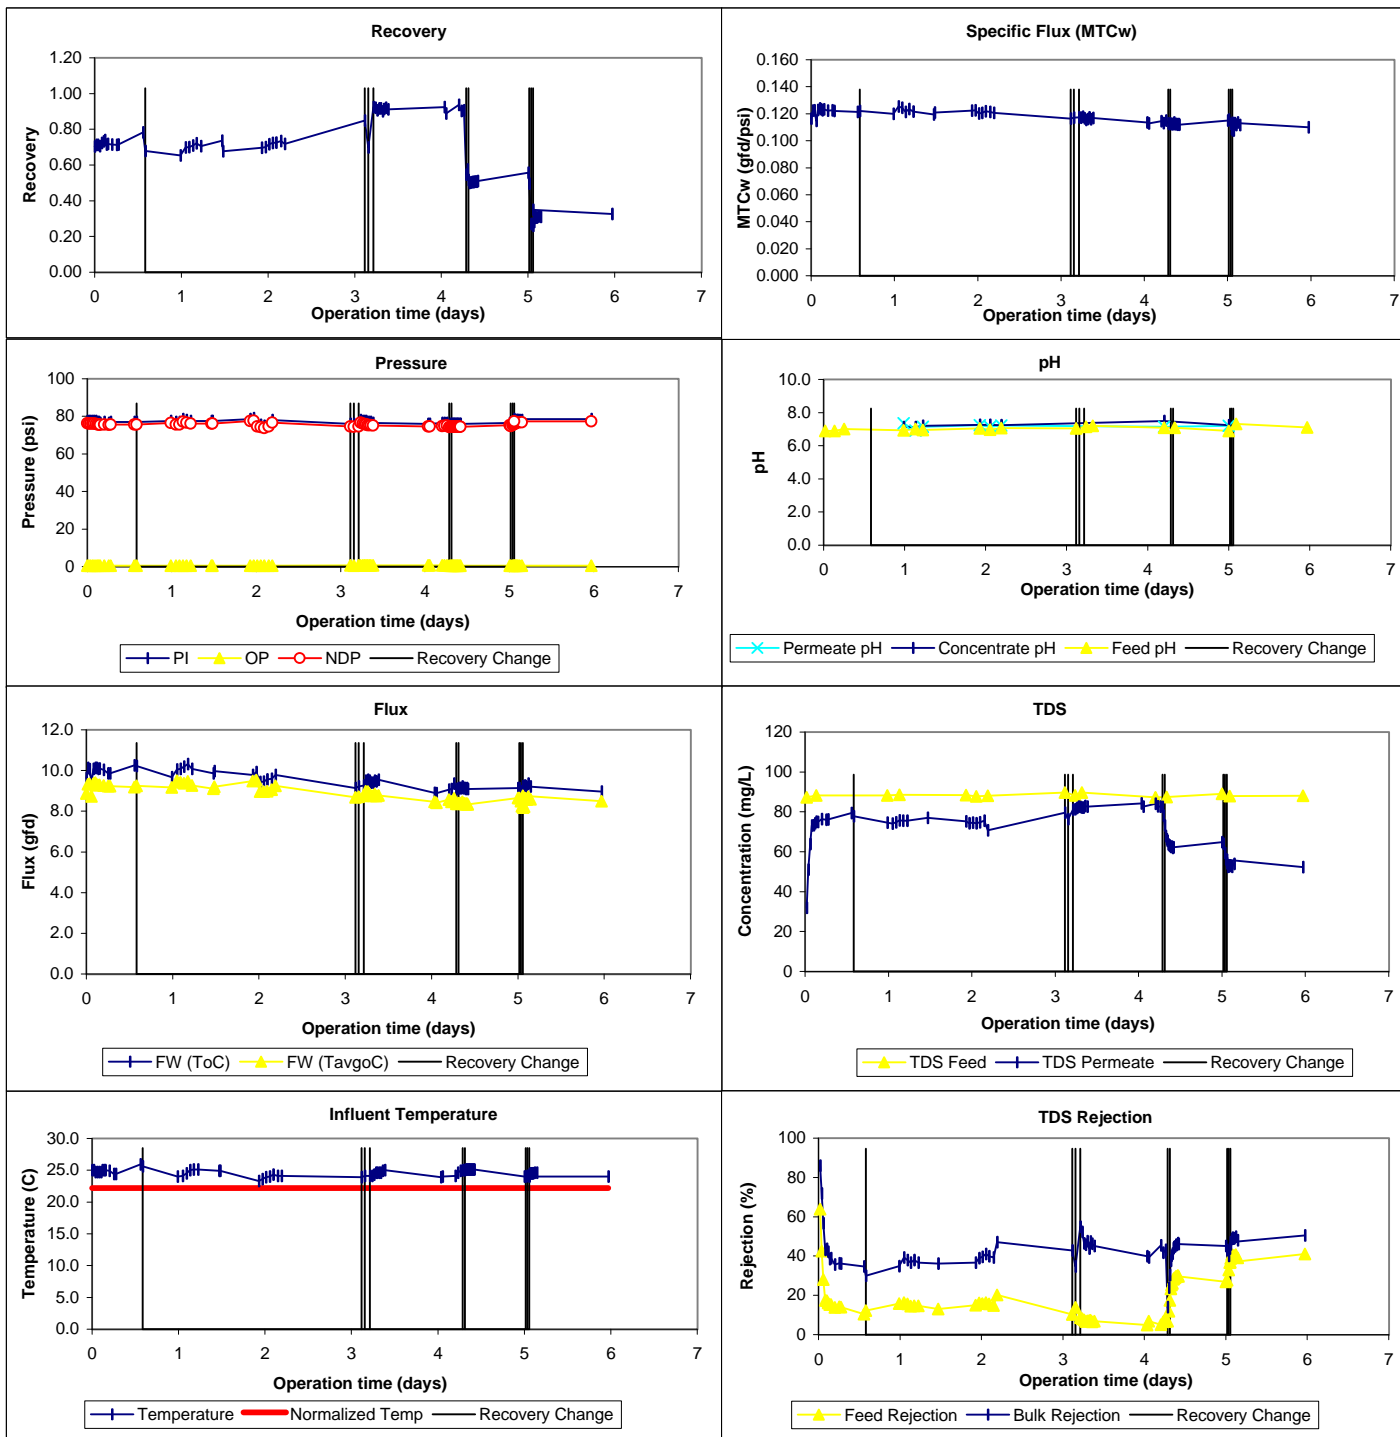 Recovery
1.20
1.00
0.80
0.60
0.40
0.20
0.00
Recovery
0 1 2 3 4 5 6 7
Operation time (days)
Specific Flux (MTCw)
0.160
0.140
0.120
0.100
0.080
0.060
0.040
0.020
0.000
MTCw (gfd/psi)
0 1 2 3 4 5 6 7
Operation time (days)
Pressure
100
80
60
40
20
0
Pressure (psi)
0 1 2 3 4 5 6 7
Operation time (days)
PI OP NDP Recovery Change
pH
10.0
8.0
6.0
4.0
2.0
0.0
pH
0 1 2 3 4 5 6 7
Operation time (days)
Permeate pH Concentrate pH Feed pH Recovery Change
Flux
12.0
10.0
8.0
6.0
4.0
2.0
0.0
Flux (gfd)
0 1 2 3 4 5 6 7
Operation time (days)
FW (ToC) FW (TavgoC) Recovery Change
TDS
120
100
80
60
40
20
0
Concentration (mg/L)
0 1 2 3 4 5 6 7
Operation time (days)
TDS Feed TDS Permeate Recovery Change
Influent Temperature
30.0
25.0
20.0
15.0
10.0
5.0
0.0
Temperature (C)
0 1 2 3 4 5 6 7
Operation time (days)
Temperature Normalized Temp Recovery Change
TDS Rejection
100
80
60
40
20
0
Rejection (%)
0 1 2 3 4 5 6 7
Operation time (days)
Feed Rejection Bulk Rejection Recovery Change